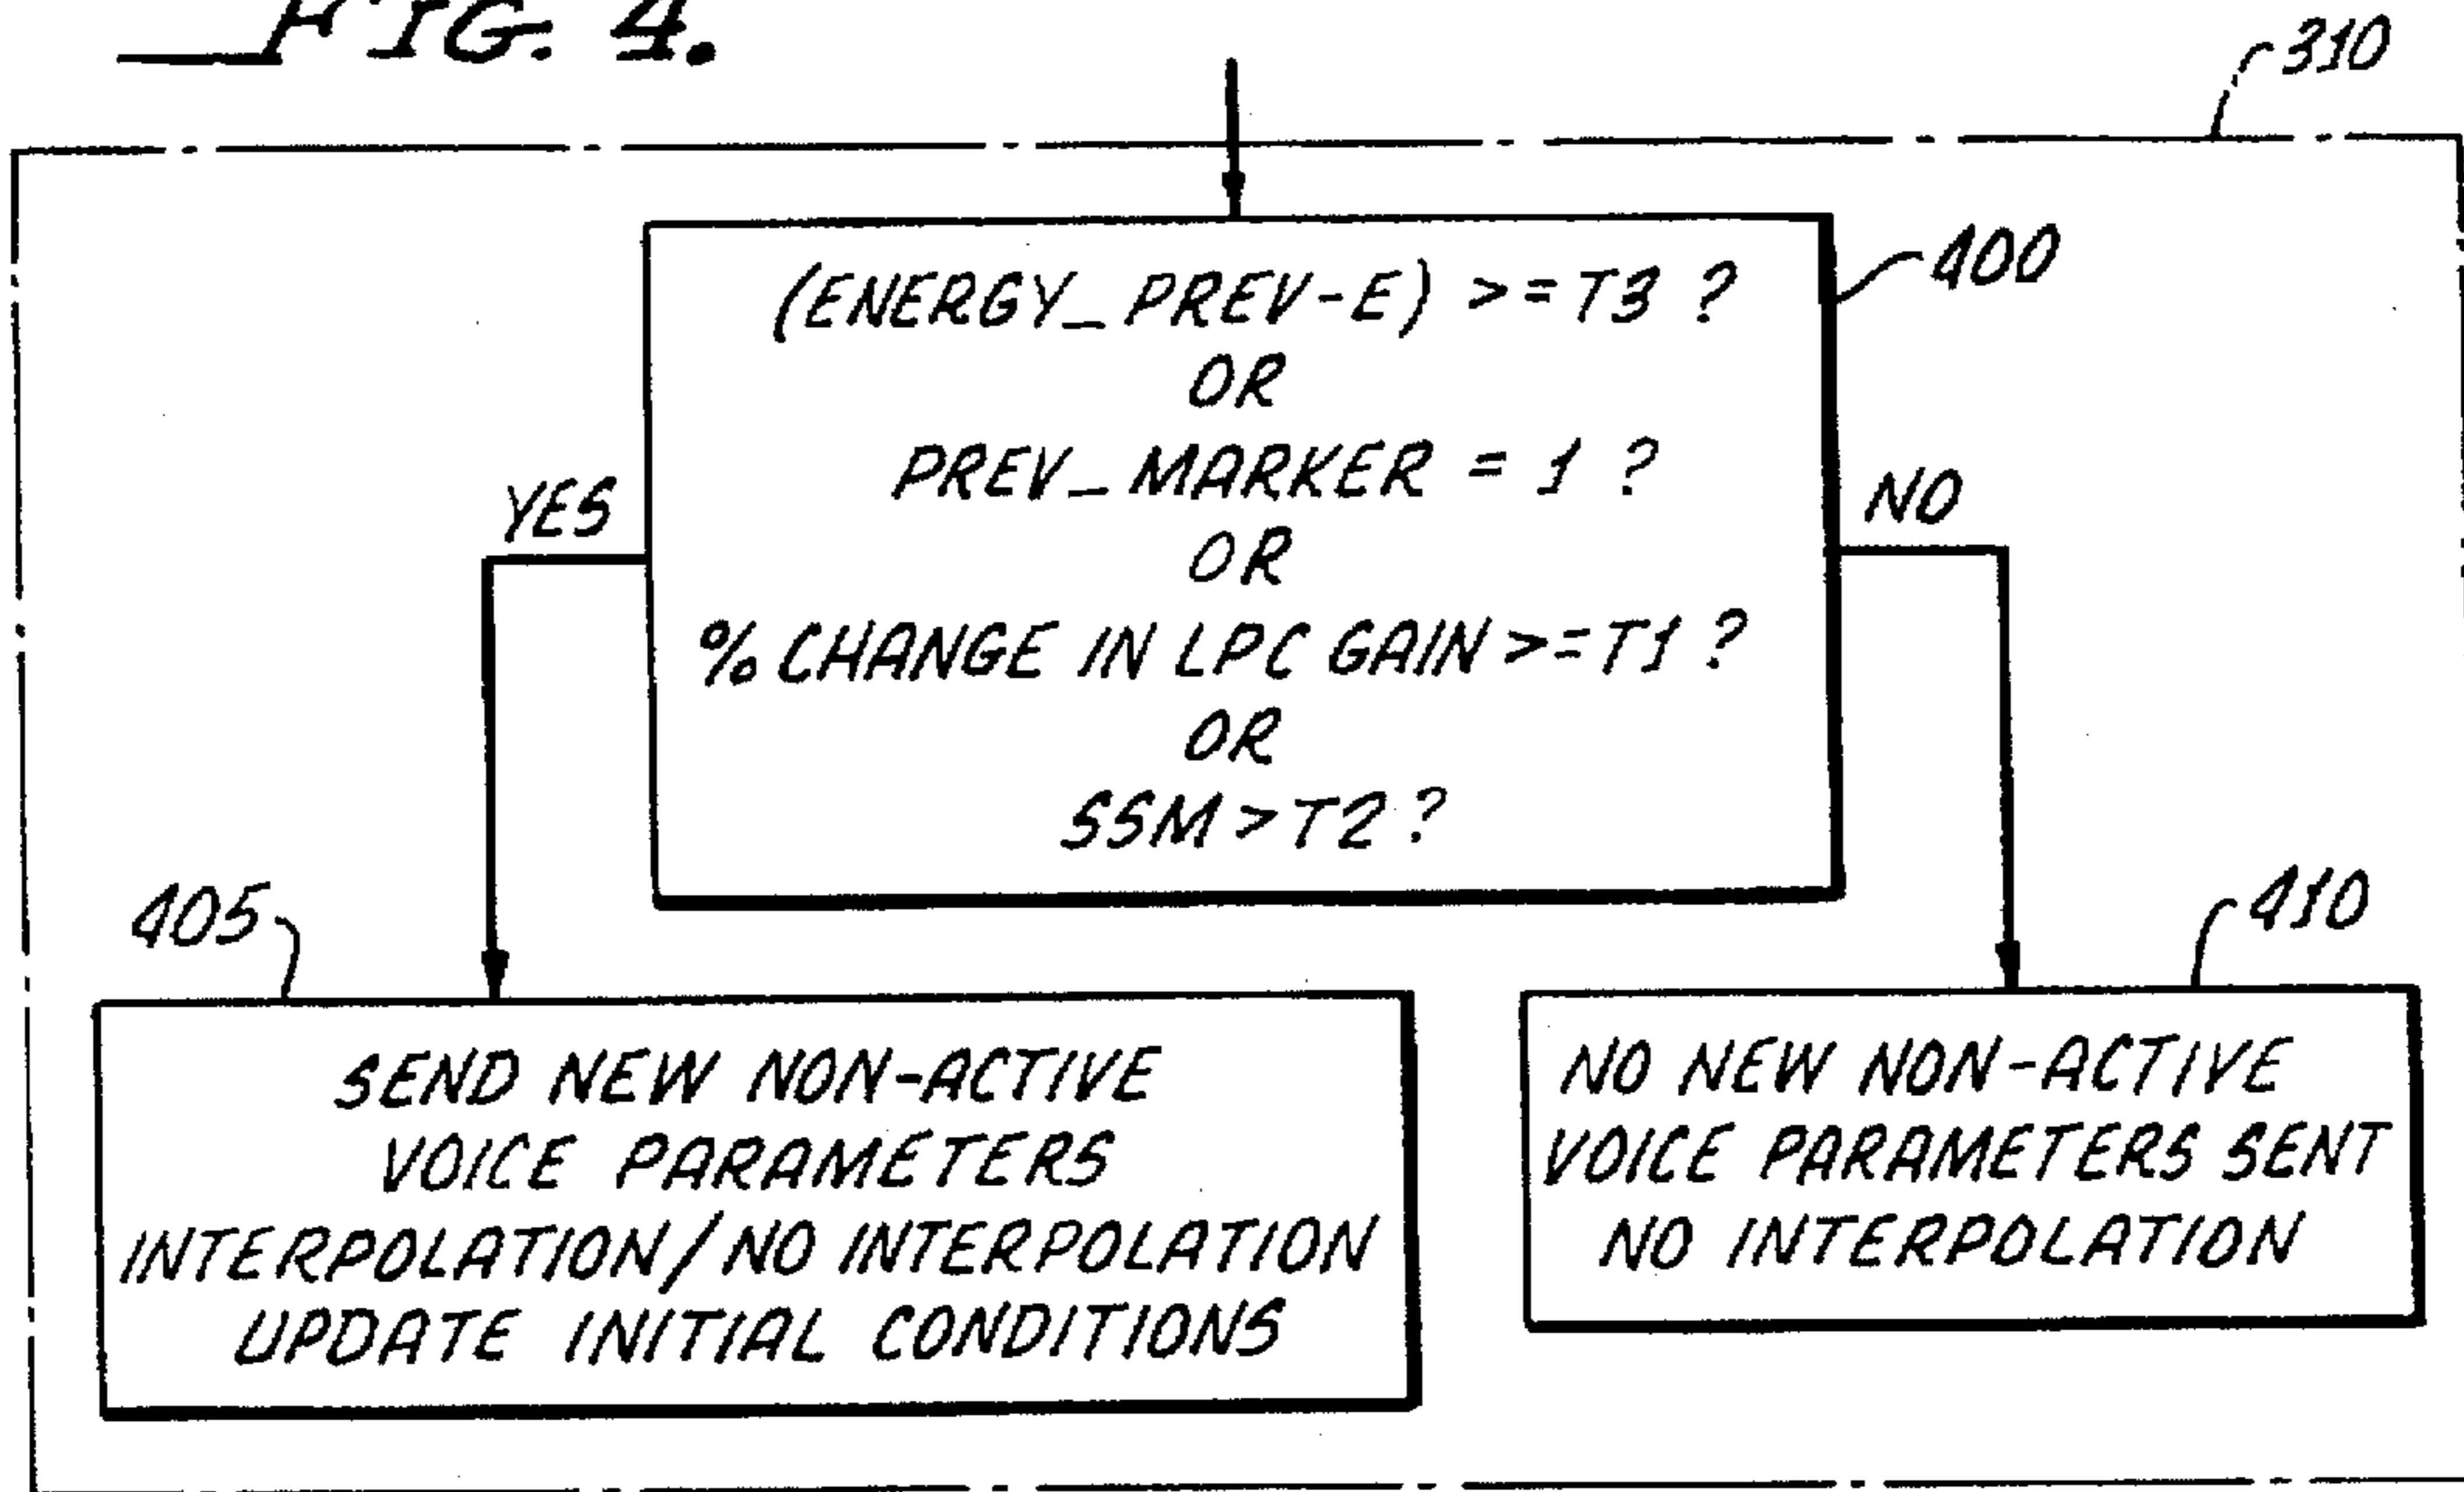 FIG. 4.
310
(ENERGY_PREV-E) >=T3 ?
400
OR
PREV_MARKER = 1 ?
YES
NO
OR
% CHANGE IN LPC GAIN >=T1 ?
OR
SSM>T2?
405
410
SEND NEW NON-ACTIVE
VOICE PARAMETERS
INTERPOLATION/NO INTERPOLATION
UPDATE INITIAL CONDITIONS
NO NEW NON-ACTIVE
VOICE PARAMETERS SENT
NO INTERPOLATION